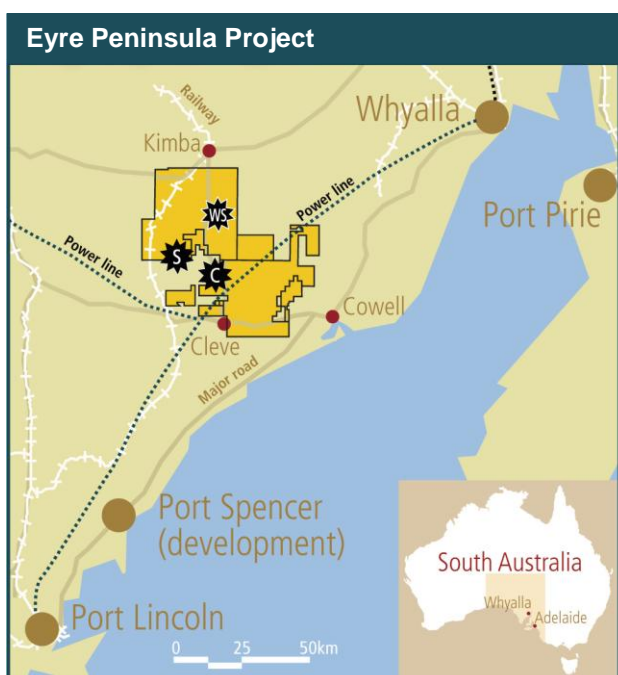 Eyre Peninsula Project
Railway
Whyalla
Kimba
Port Pirie
WS
Power line
Power line
S
C
Cowell
Cleve
Major road
Port Spencer
(development)
South Australia
Whyalla
Adelaide
Port Lincoln
0 25 50km